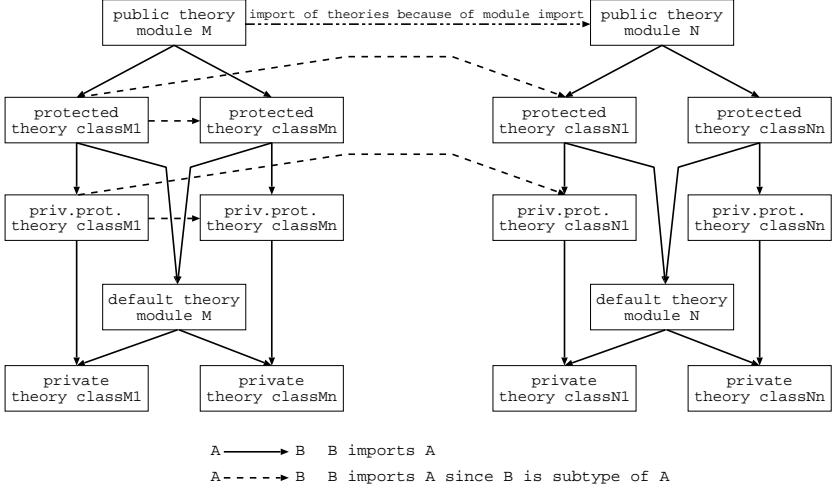 public theory
module M
import of theories because of module import
public theory
module N
protected
theory classM1
protected
theory classMn
protected
theory classN1
protected
theory classNn
priv.prot.
theory classM1
priv.prot.
theory classMn
priv.prot.
theory classN1
priv.prot.
theory classNn
default theory
module M
default theory
module N
private
theory classM1
private
theory classMn
private
theory classN1
private
theory classNn
A B B imports A
A B B imports A since B is subtype of A